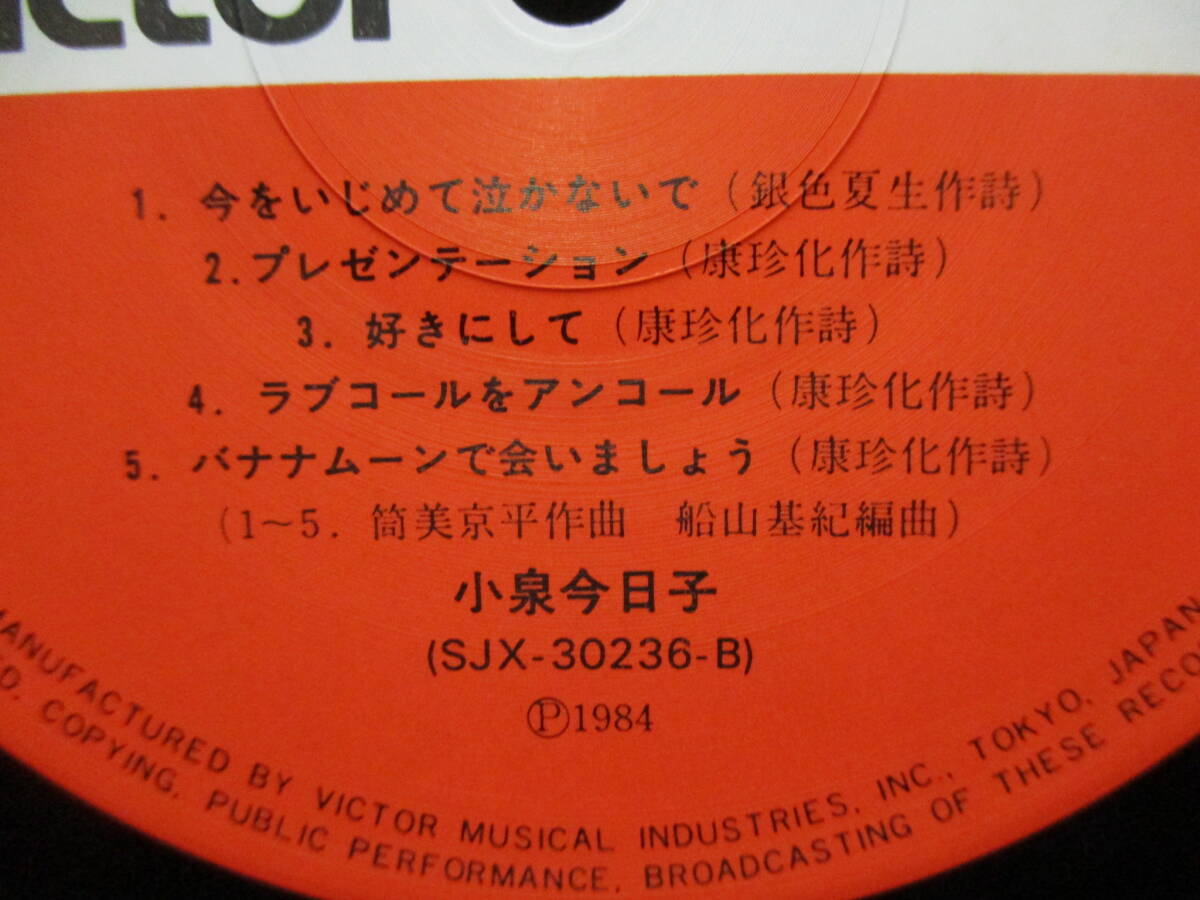 1. 今をいじめて泣かないで (銀色夏生作詩)
2. プレゼンテーション (康珍化作詩)
3. 好きにして (康珍化作詩)
4. ラブコールをアンコール (康珍化作詩)
5. バナナムーンで会いましょう (康珍化作詩)
(1〜5. 筒美京平作曲 船山基紀編曲)
小泉今日子
(SJX-30236-B)
Ⓟ1984
MANUFACTURED BY VICTOR MUSICAL INDUSTRIES, INC., TOKYO, JAPAN
COPYING, PUBLIC PERFORMANCE, BROADCASTING OF THESE